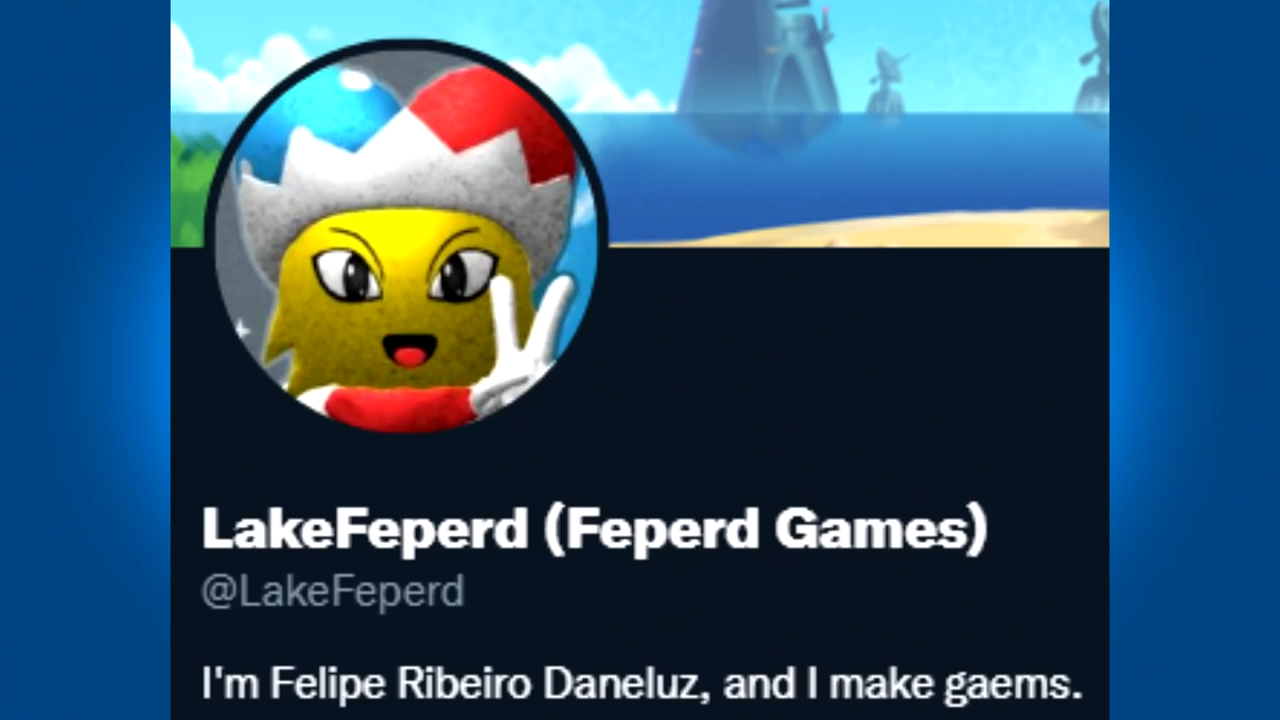 LakeFeperd (Feperd Games)
@LakeFeperd
I'm Felipe Ribeiro Daneluz, and I make gaems.